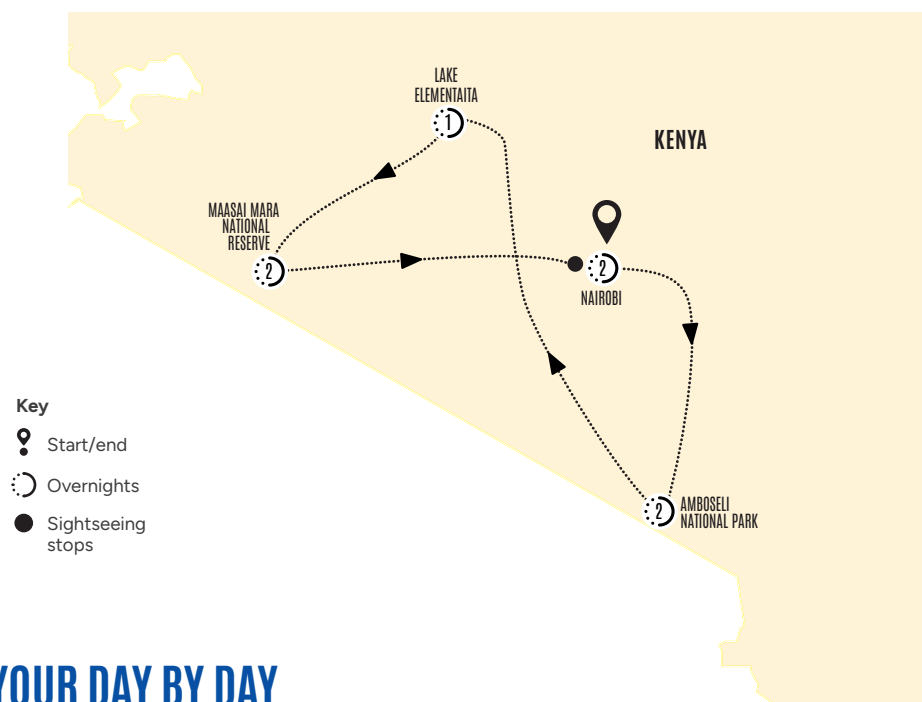 LAKE
ELEMENTAITA
1
KENYA
MAASAI MARA
NATIONAL
RESERVE
2
2
NAIROBI
Key
Start/end
Overnights
Sightseeing
stops
2
AMBOSELI
NATIONAL PARK
YOUR DAY BY DAY